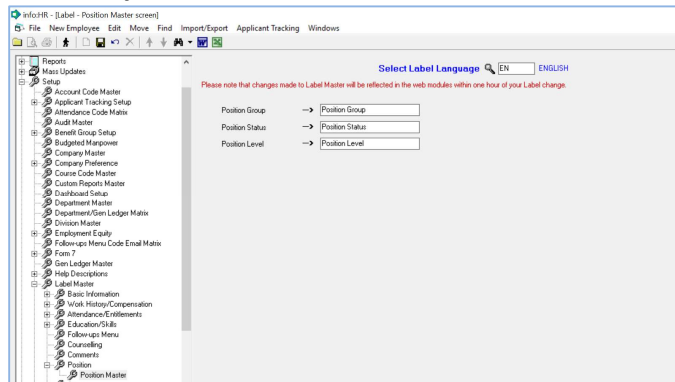 info:HR - [Label - Position Master screen]
File New Employee Edit Move Find Import/Export Applicant Tracking Windows
Reports
Mass Updates
Setup
Account Code Master
Applicant Tracking Setup
Attendance Code Matrix
Audit Master
Benefit Group Setup
Budgeted Manpower
Company Master
Company Preference
Course Code Master
Custom Reports Master
Dashboard Setup
Department Master
Department/Gen Ledger Matrix
Division Master
Employment Equity
Follow-ups Menu Code Email Matrix
Form 7
Gen Ledger Master
Help Descriptions
Label Master
Basic Information
Work History/Compensation
Attendance/Entitlements
Education/Skills
Follow-ups Menu
Counselling
Comments
Position
Position Master
Select Label Language EN ENGLISH
Please note that changes made to Label Master will be reflected in the web modules within one hour of your Label change.
Position Group --> Position Group
Position Status --> Position Status
Position Level --> Position Level